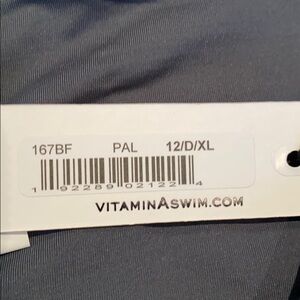 167BF PAL 12/D/XL
1 92289 02122 4
VITAMINASWIM.COM